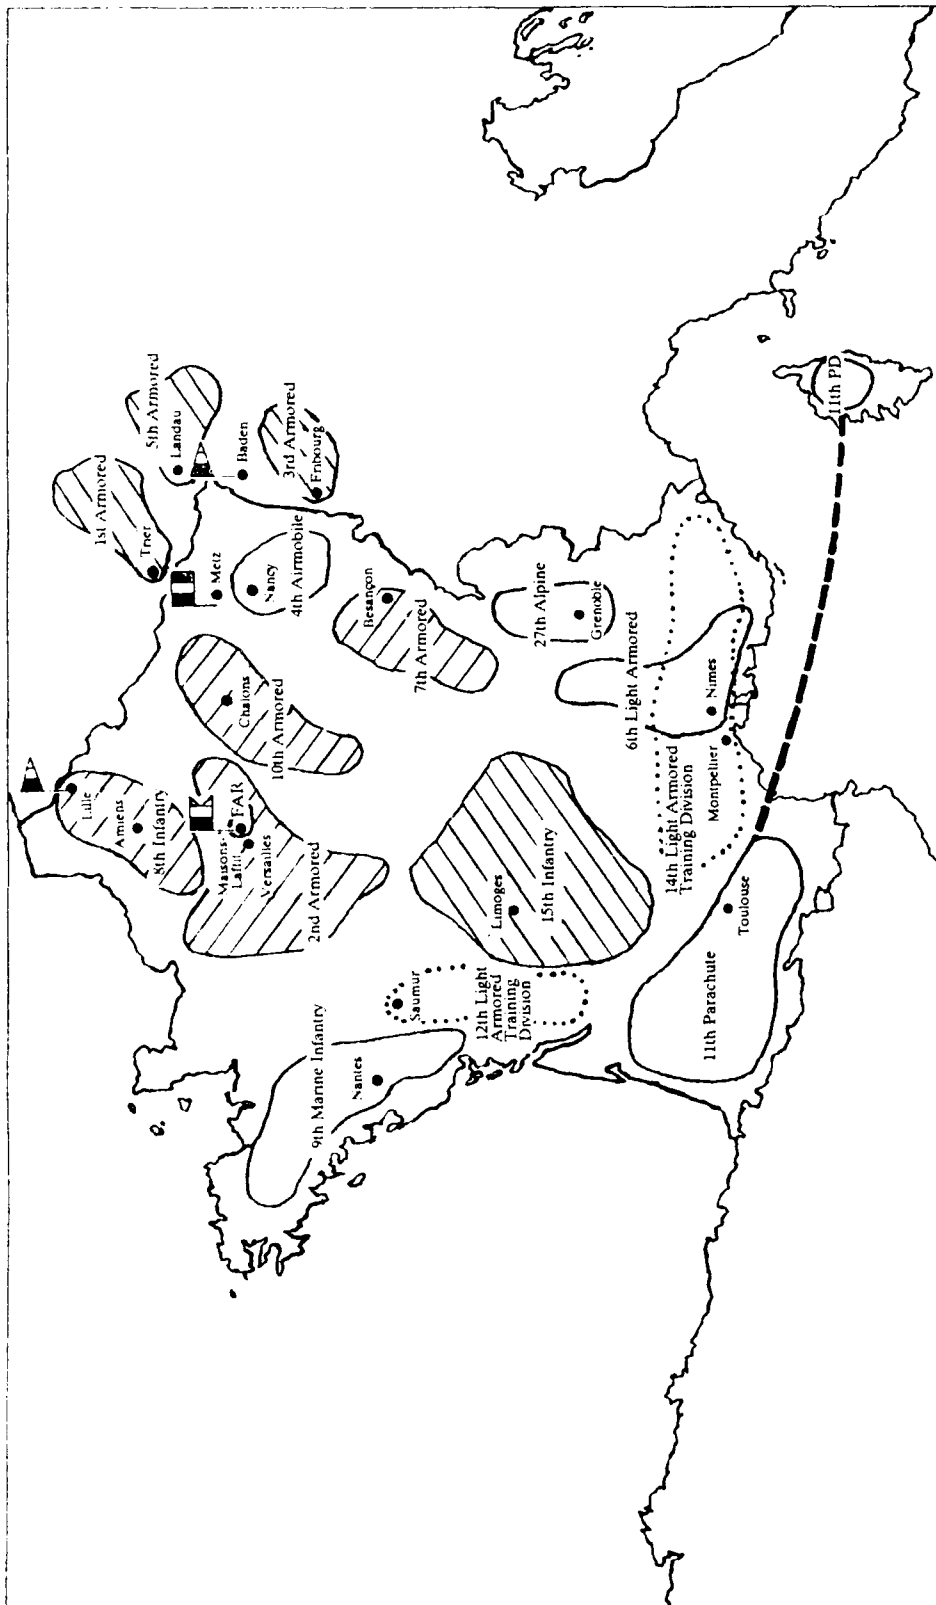 Lille
Amiens
8th Infantry
Maisons-
Lafitt
FAR
Versailles
2nd Armored
Chalons
10th Armored
1st Armored
Trier
Metz
Nancy
4th Airmobile
5th Armored
Landau
Baden
3rd Armored
Fribourg
Besançon
7th Armored
9th Marine Infantry
Nantes
Saumur
12th Light
Armored
Training
Division
Limoges
15th Infantry
27th Alpine
Grenoble
6th Light Armored
Nimes
14th Light Armored
Training Division
Montpellier
11th Parachute
Toulouse
11th PD